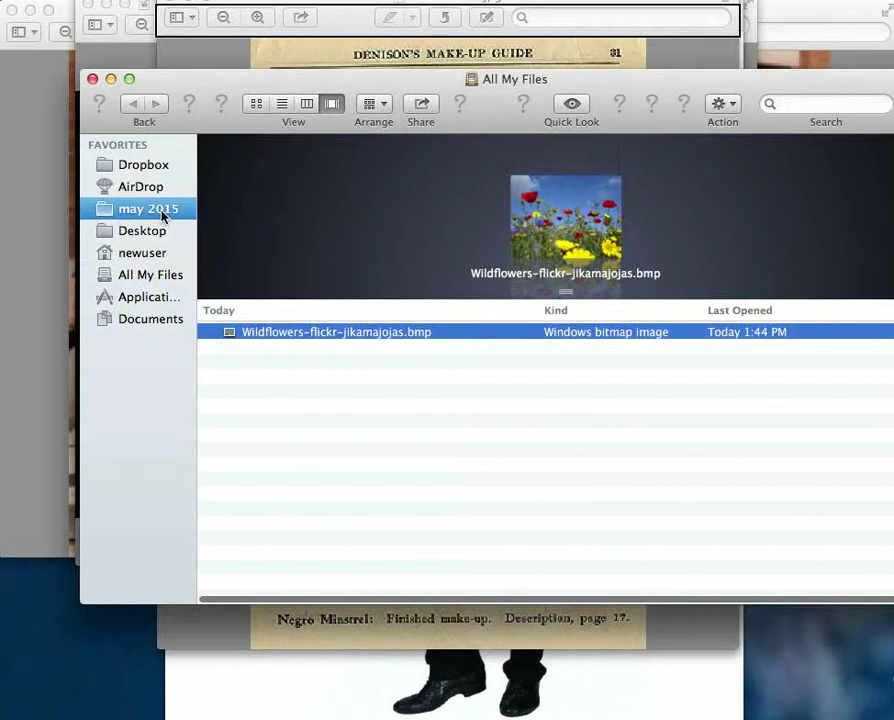 DENISON'S MAKE-UP GUIDE 31
All My Files
Back View Arrange Share Quick Look Action Search
FAVORITES
Dropbox
AirDrop
may 2015
Desktop
newuser
All My Files
Applicati...
Documents
Wildflowers-flickr-jikamajojas.bmp
Today Kind Last Opened
Wildflowers-flickr-jikamajojas.bmp Windows bitmap image Today 1:44 PM
Negro Minstrel: Finished make-up. Description, page 17.